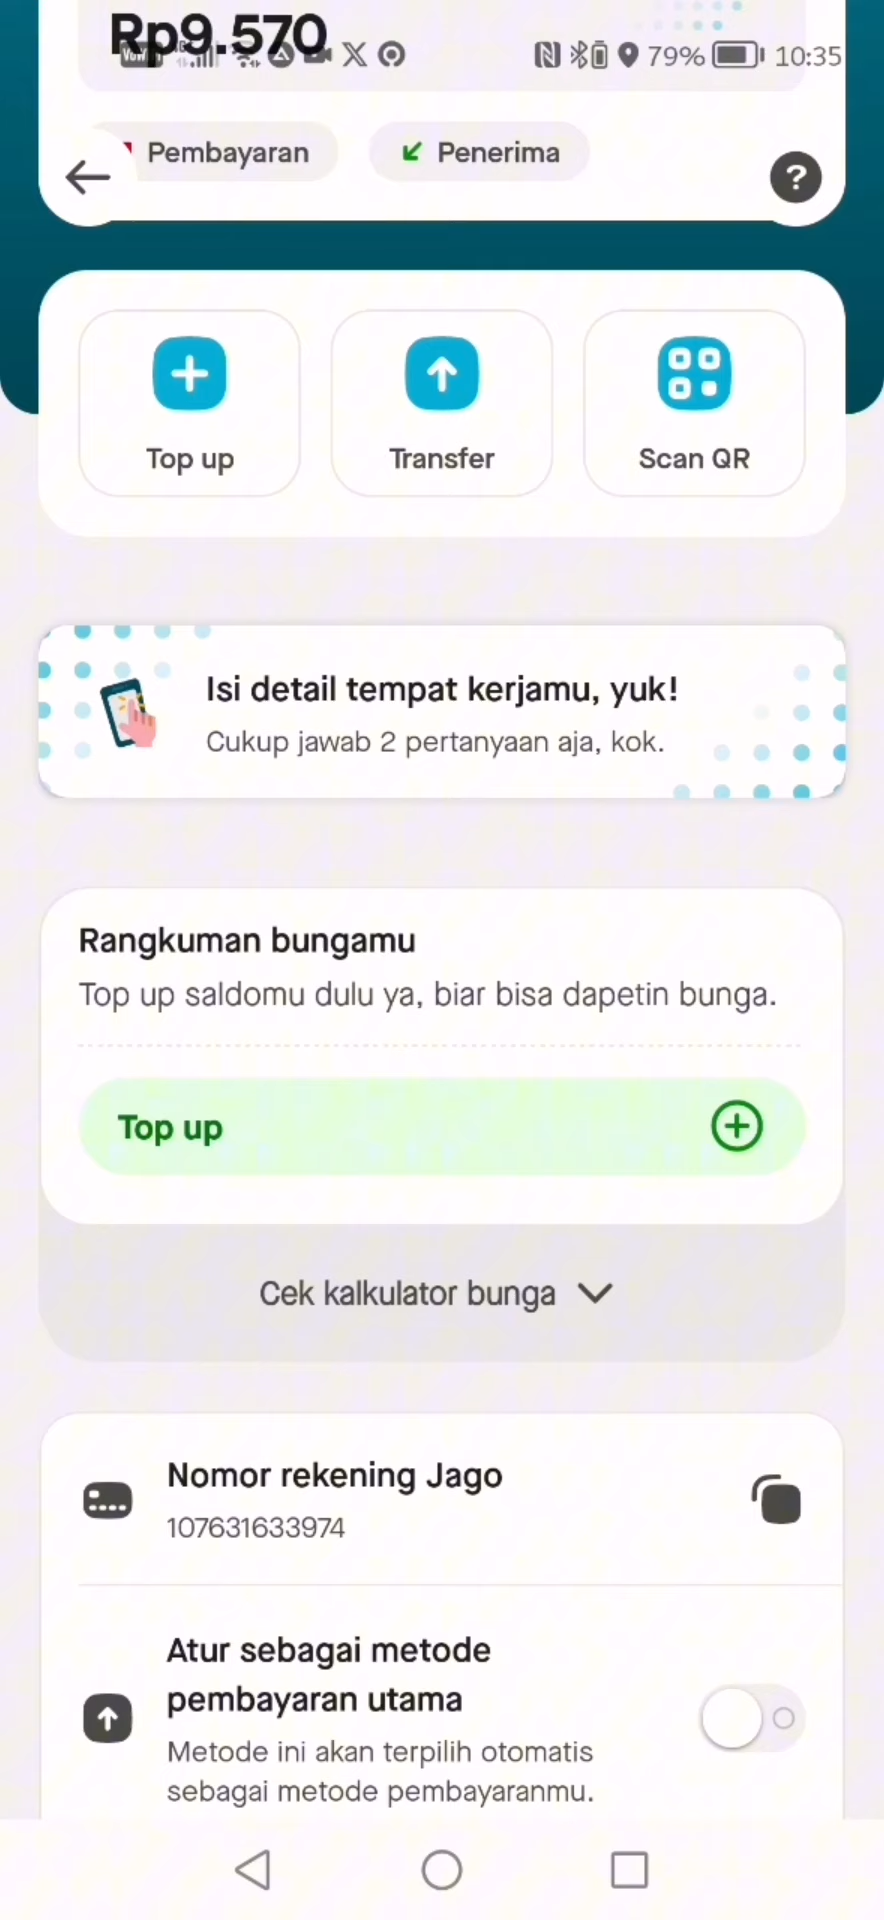 Rp9.570
79% 10:35
Pembayaran
Penerima
?
Top up
Transfer
Scan QR
Isi detail tempat kerjamu, yuk!
Cukup jawab 2 pertanyaan aja, kok.
Rangkuman bungamu
Top up saldomu dulu ya, biar bisa dapetin bunga.
Top up
Cek kalkulator bunga
Nomor rekening Jago
107631633974
Atur sebagai metode
pembayaran utama
Metode ini akan terpilih otomatis
sebagai metode pembayaranmu.